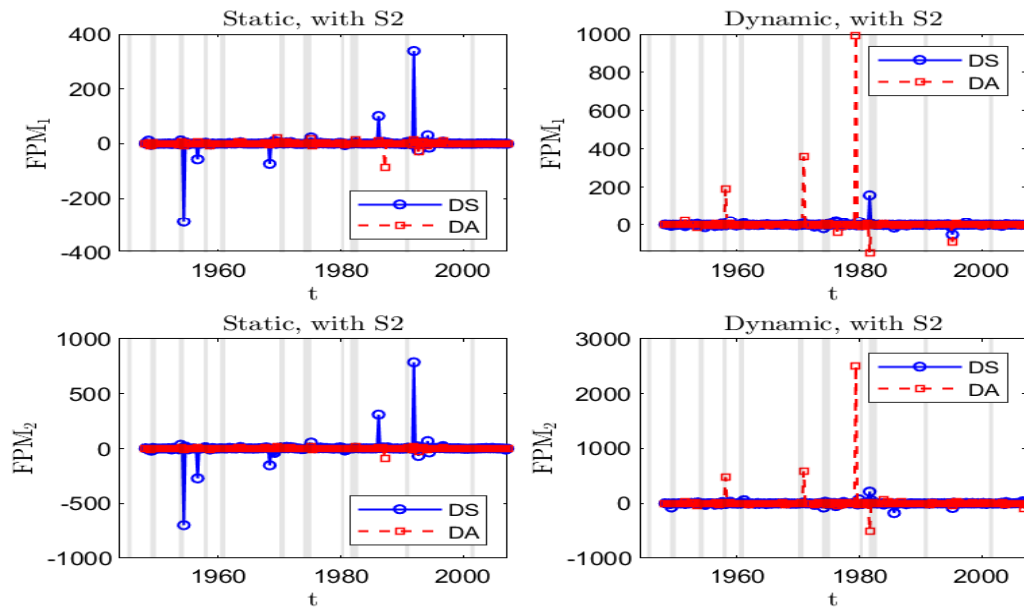 Static, with S2
FPM1
400
200
0
-200
-400
1960
1980
2000
t
DS
DA
Dynamic, with S2
FPM1
1000
800
600
400
200
0
1960
1980
2000
t
DS
DA
Static, with S2
FPM2
1000
500
0
-500
-1000
1960
1980
2000
t
DS
DA
Dynamic, with S2
FPM2
3000
2000
1000
0
-1000
1960
1980
2000
t
DS
DA